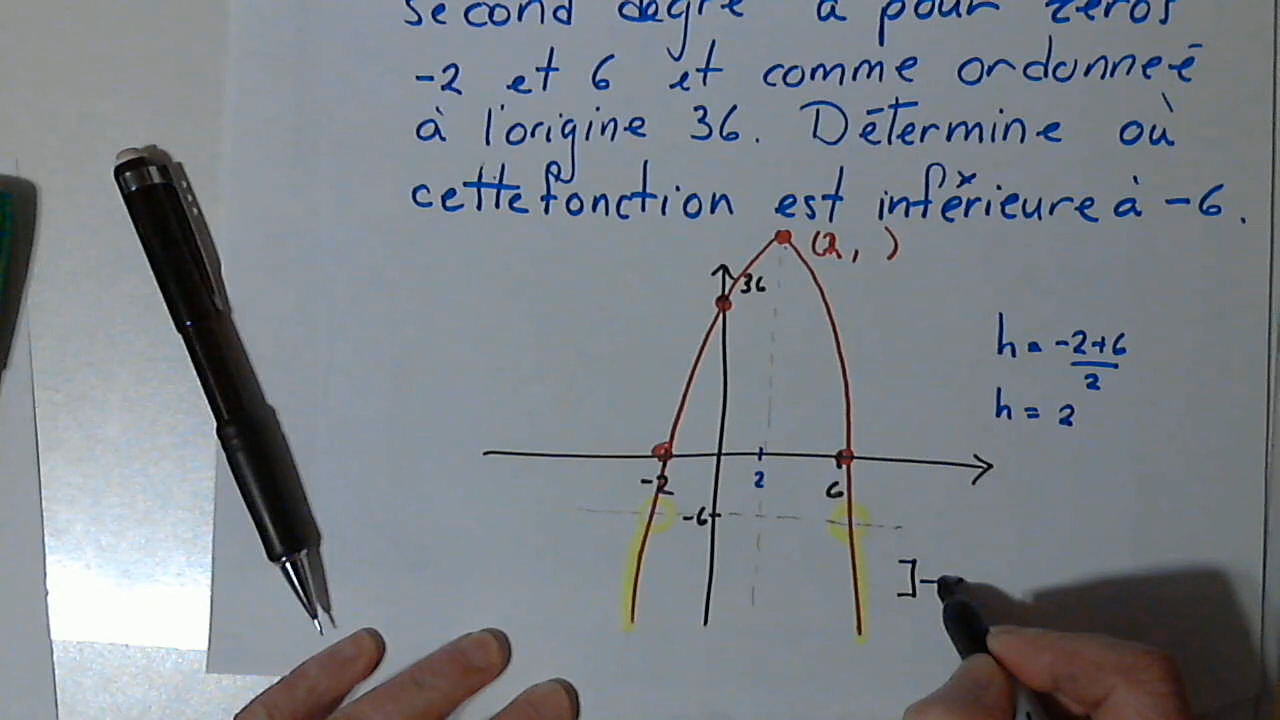 second degré a pour zéros
-2 et 6 et comme ordonneé
à l'origine 36. Détermine où
cette fonction est inférieure à -6.
(2, )
36
h = -2+6
2
h = 2
-2
2
6
-6
]-